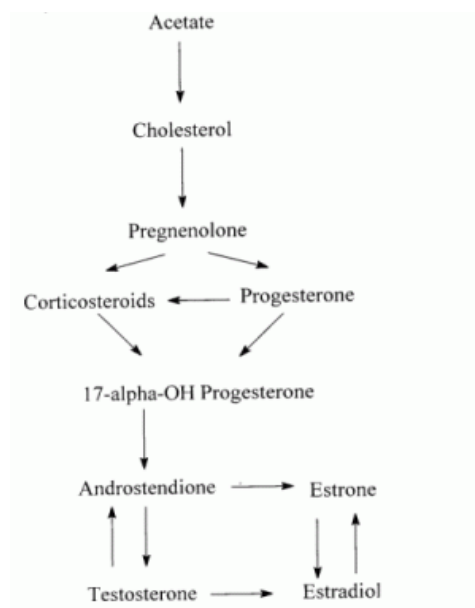 Acetate
Cholesterol
Pregnenolone
Corticosteroids Progesterone
17-alpha-OH Progesterone
Androstendione Estrone
Testosterone Estradiol